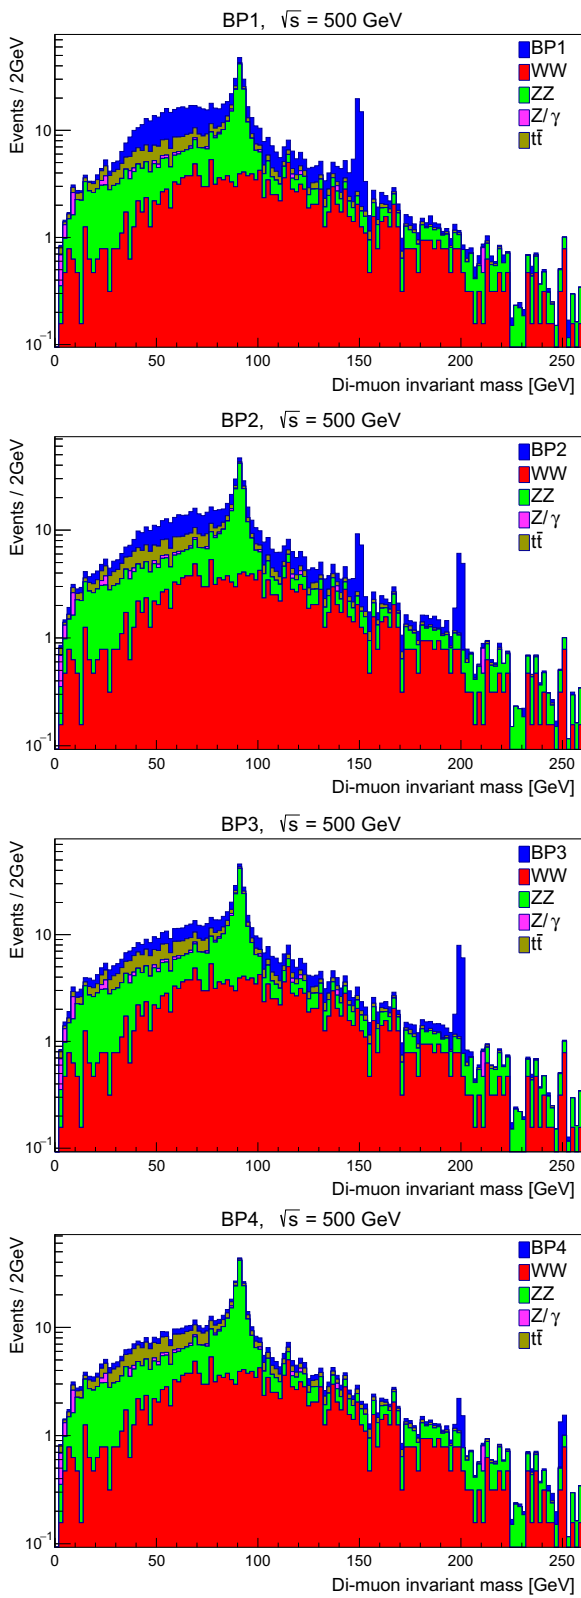 BP1, √s = 500 GeV
Events / 2GeV
BP1
WW
ZZ
Z/ γ
tt̄
10
1
10⁻¹
0 50 100 150 200 250
Di-muon invariant mass [GeV]
BP2, √s = 500 GeV
Events / 2GeV
BP2
WW
ZZ
Z/ γ
tt̄
10
1
10⁻¹
0 50 100 150 200 250
Di-muon invariant mass [GeV]
BP3, √s = 500 GeV
Events / 2GeV
BP3
WW
ZZ
Z/ γ
tt̄
10
1
10⁻¹
0 50 100 150 200 250
Di-muon invariant mass [GeV]
BP4, √s = 500 GeV
Events / 2GeV
BP4
WW
ZZ
Z/ γ
tt̄
10
1
10⁻¹
0 50 100 150 200 250
Di-muon invariant mass [GeV]